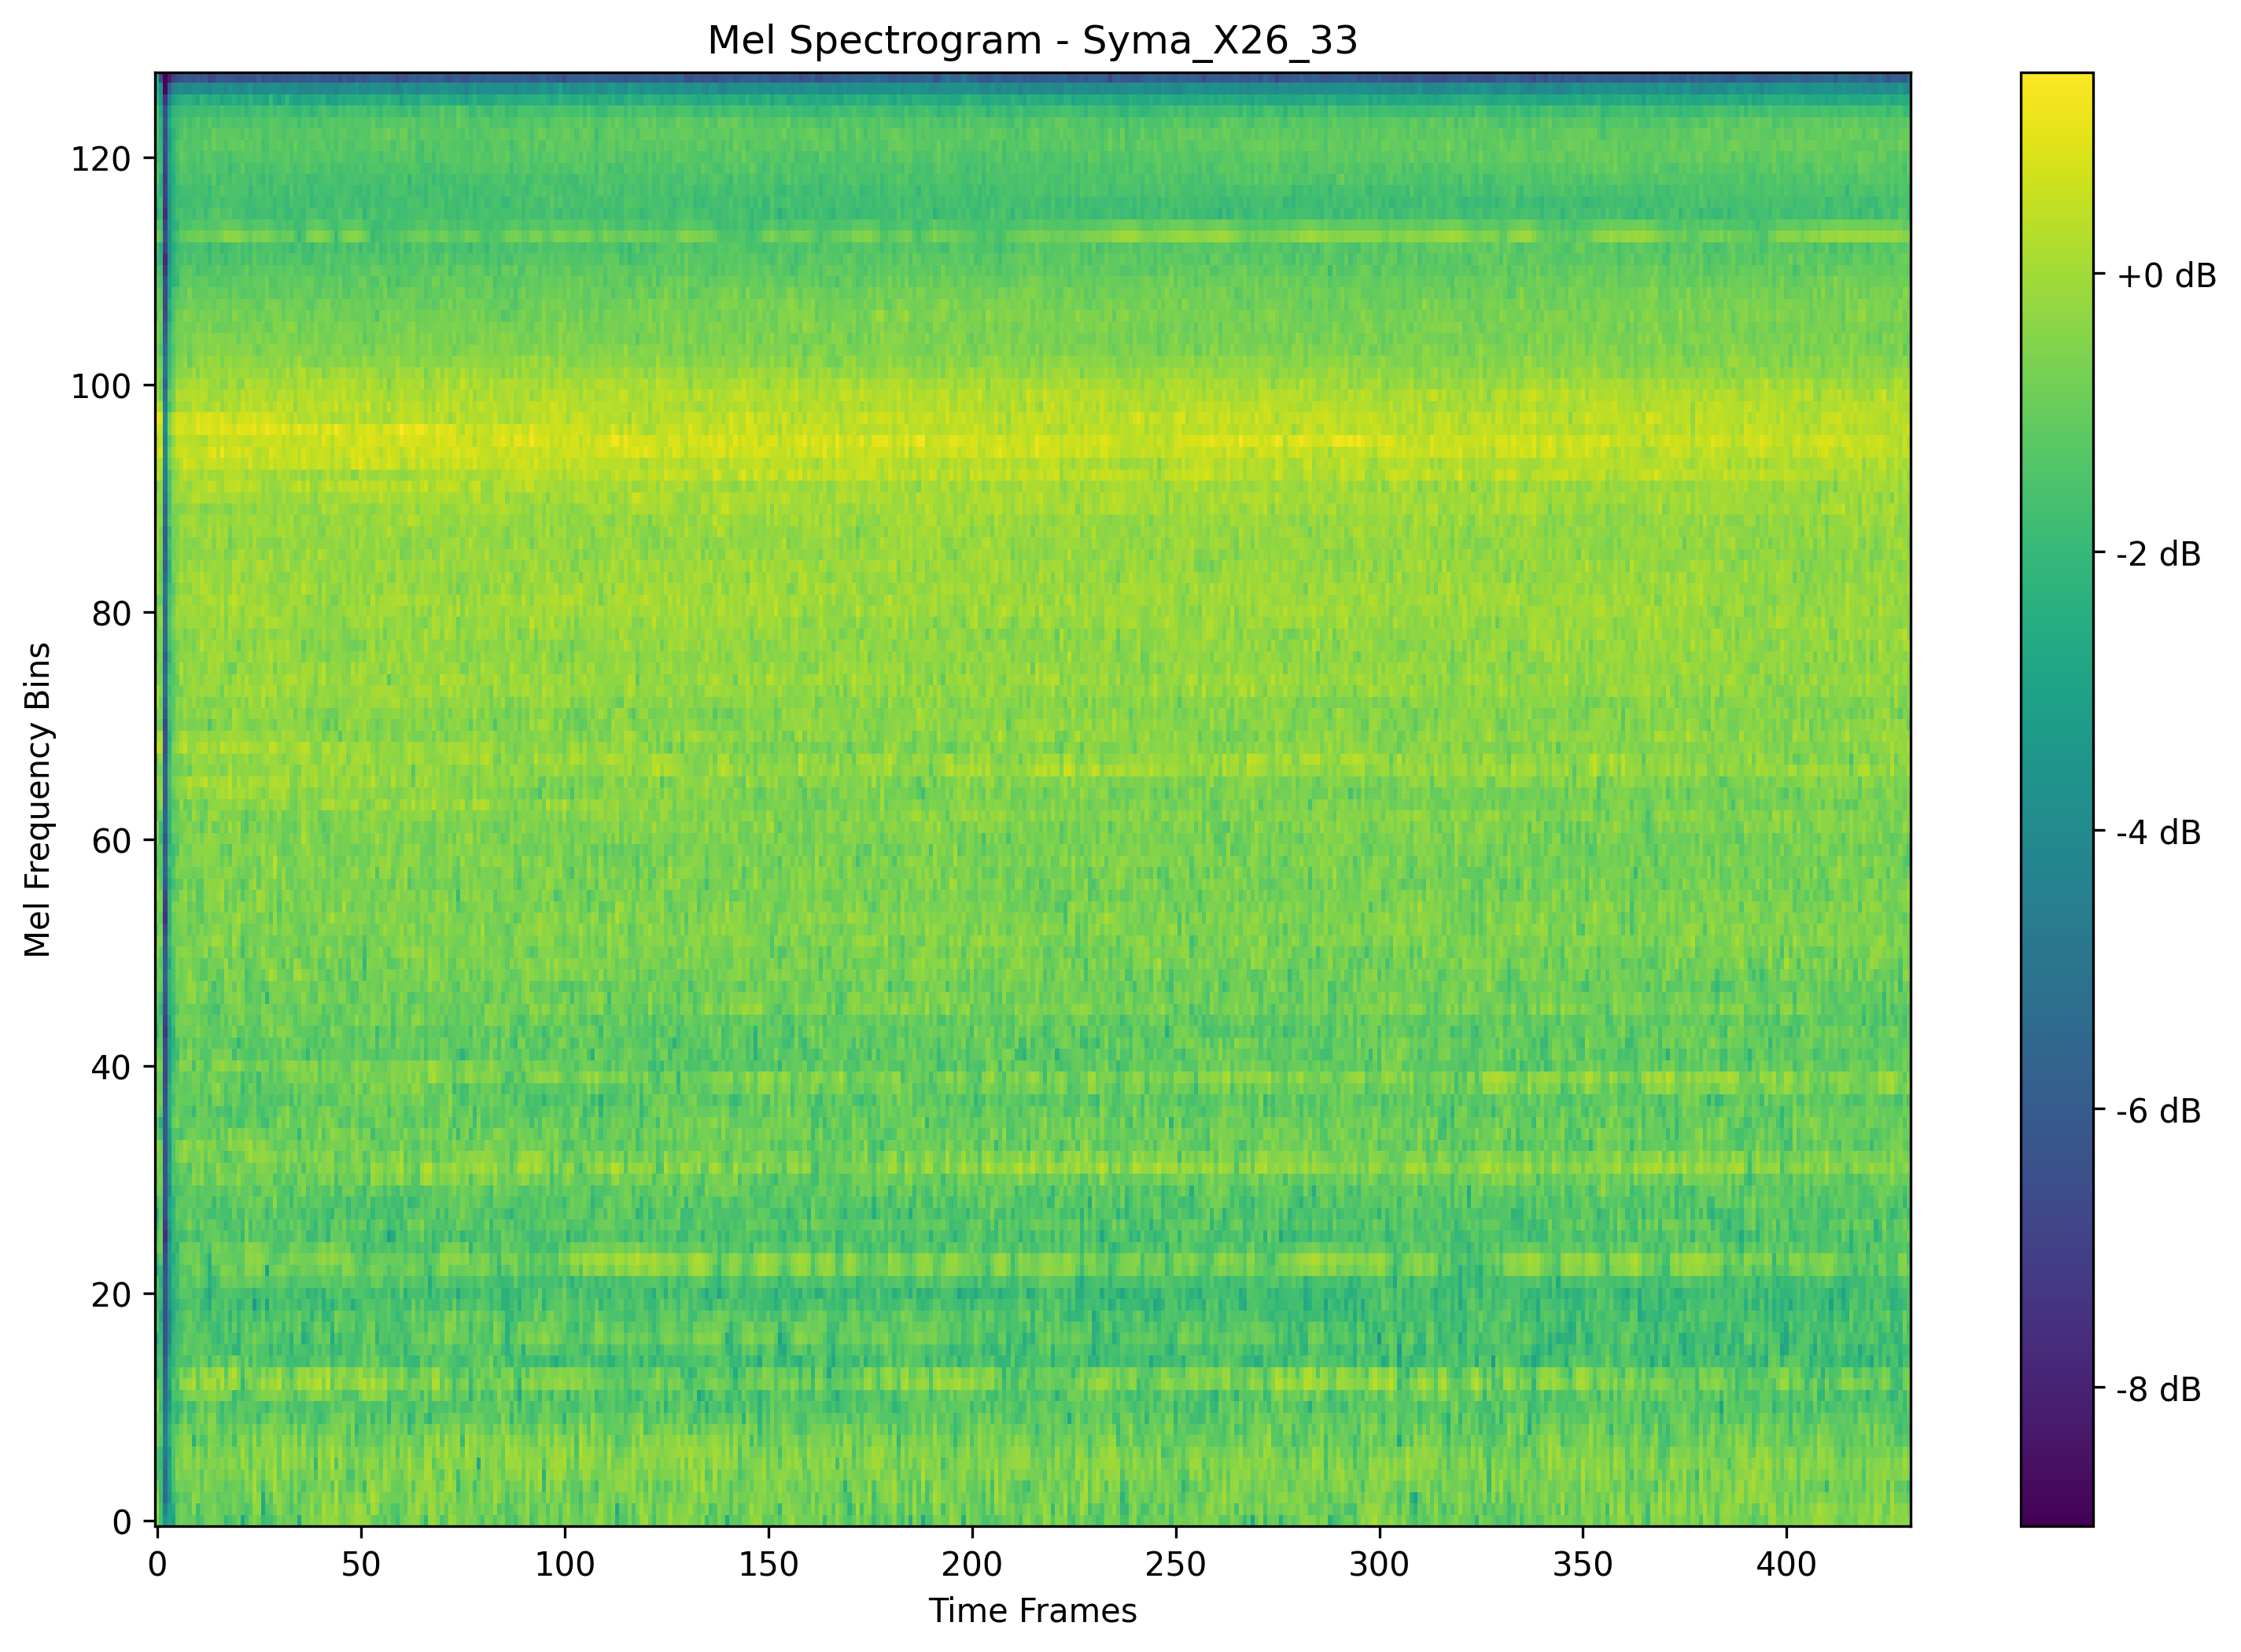 Mel Spectrogram - Syma_X26_33
Mel Frequency Bins
120
100
80
60
40
20
0
0 50 100 150 200 250 300 350 400
Time Frames
+0 dB
-2 dB
-4 dB
-6 dB
-8 dB